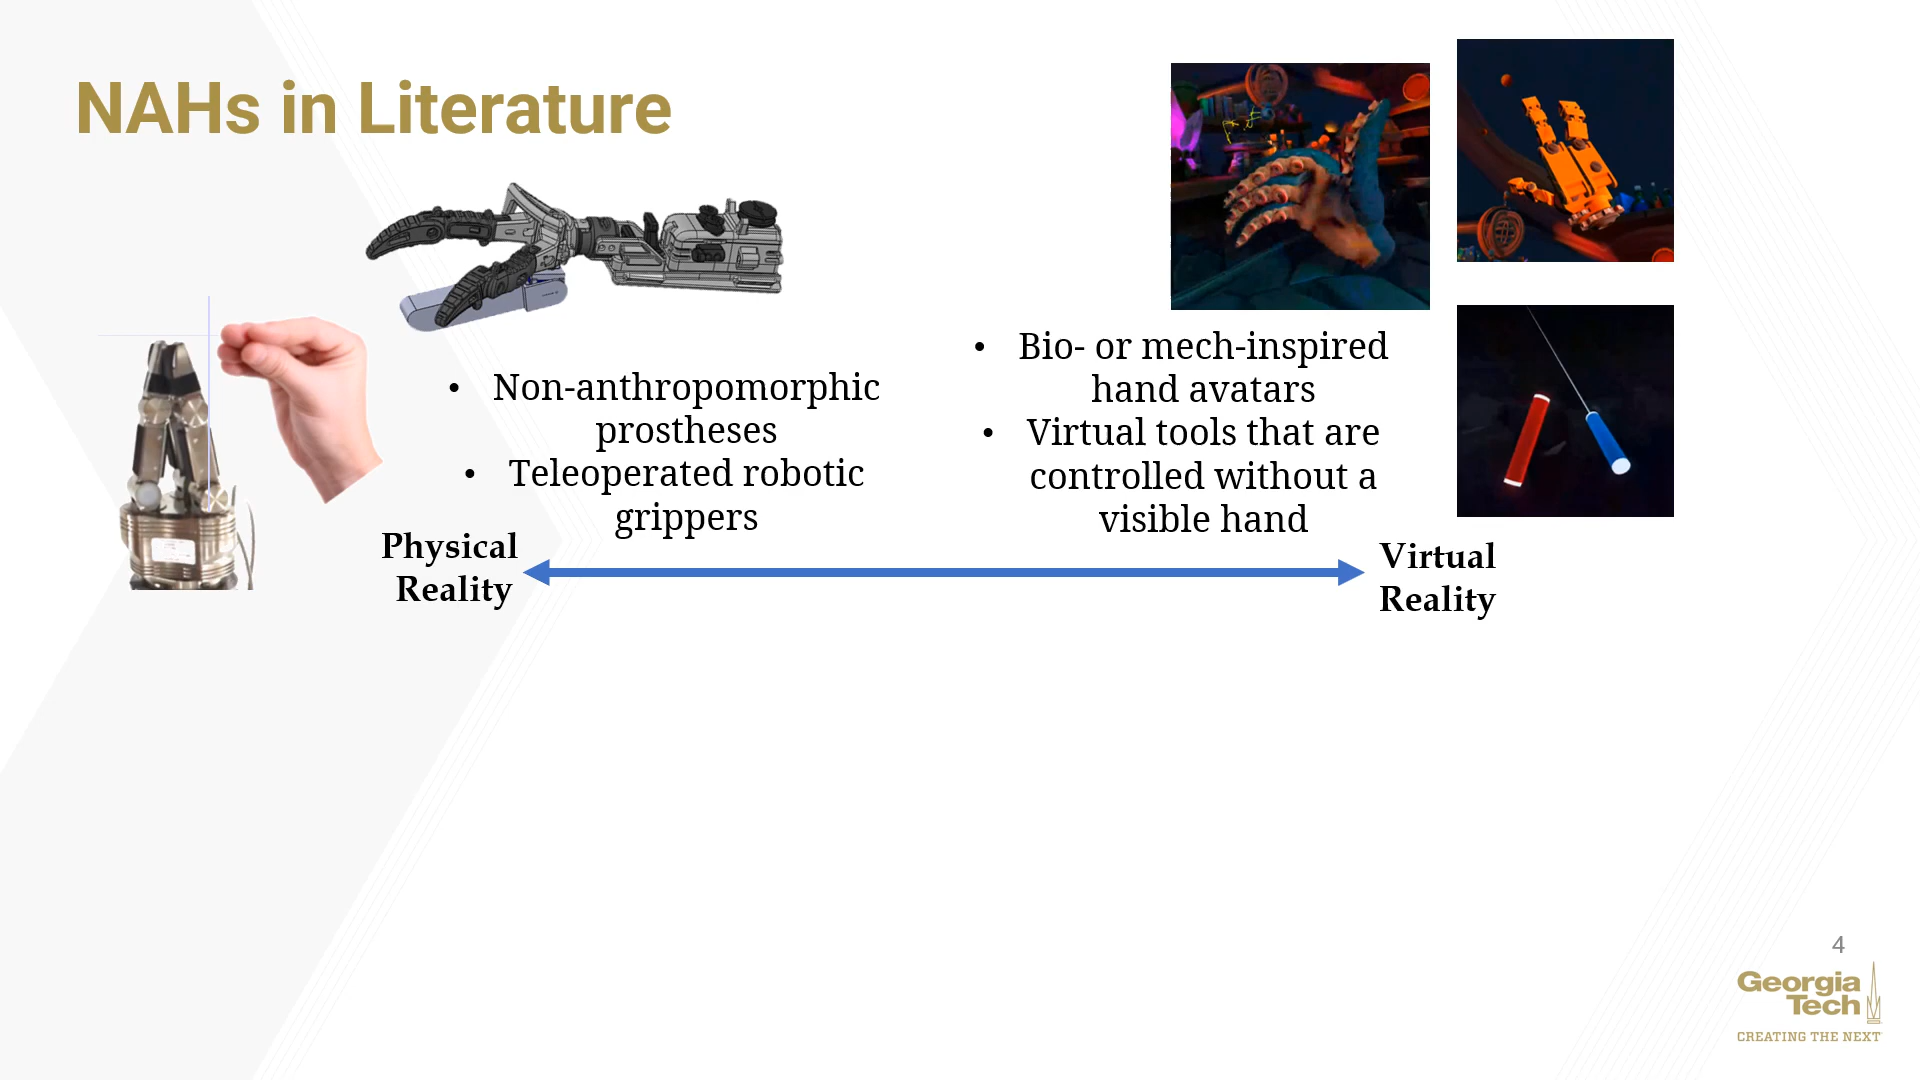 NAHs in Literature
• Non-anthropomorphic
prostheses
• Teleoperated robotic
grippers
• Bio- or mech-inspired
hand avatars
• Virtual tools that are
controlled without a
visible hand
Physical
Reality
Virtual
Reality
4
Georgia
Tech
CREATING THE NEXT